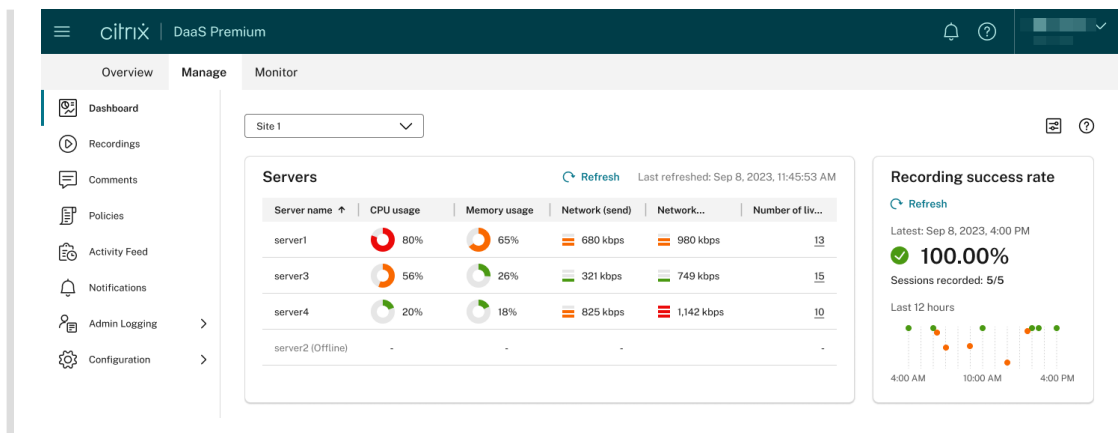 citrix | DaaS Premium
Overview Manage Monitor
Dashboard
Recordings
Comments
Policies
Activity Feed
Notifications
Admin Logging
Configuration
Site 1
Servers Refresh Last refreshed: Sep 8, 2023, 11:45:53 AM
Server name ↑ CPU usage Memory usage Network (send) Network... Number of liv...
server1 80% 65% 680 kbps 980 kbps 13
server3 56% 26% 321 kbps 749 kbps 15
server4 20% 18% 825 kbps 1,142 kbps 10
server2 (Offline) - - - -
Recording success rate
Refresh
Latest: Sep 8, 2023, 4:00 PM
100.00%
Sessions recorded: 5/5
Last 12 hours
4:00 AM 10:00 AM 4:00 PM